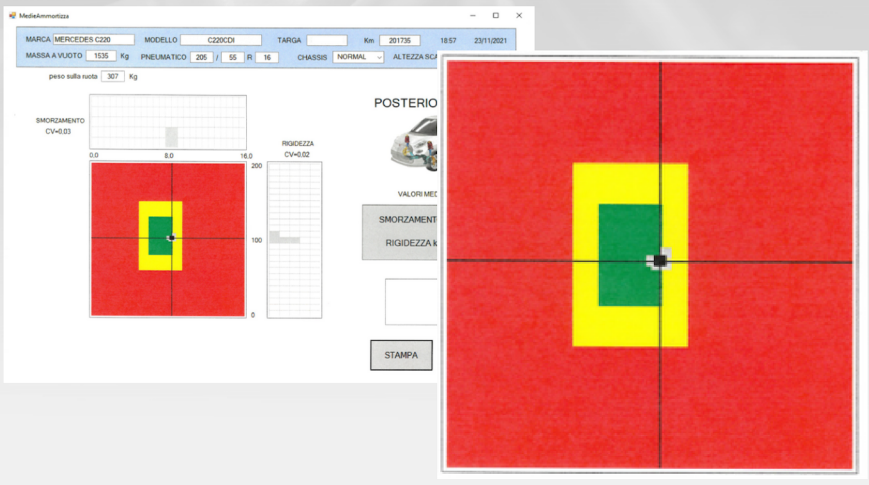 MedieAmmortizza
MARCA MERCEDES C220 MODELLO C220CDI TARGA Km 201735 18:57 23/11/2021
MASSA A VUOTO 1535 Kg PNEUMATICO 205 / 55 R 16 CHASSIS NORMAL ALTEZZA SCA
peso sulla ruota 307 Kg
POSTERIO
SMORZAMENTO
CV=0.03
RIGIDEZZA
CV=0.02
0.0 8.0 16.0
200
100
0
VALORI MED
SMORZAMENT
RIGIDEZZA k
STAMPA